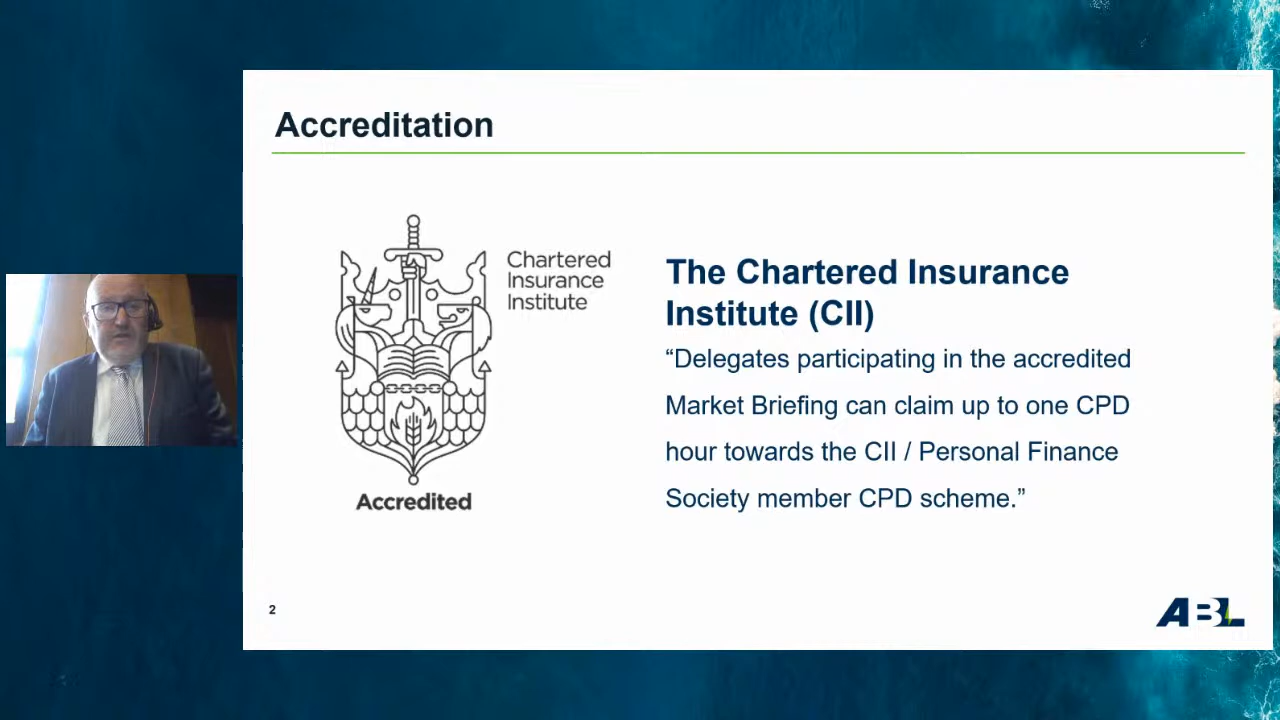 Accreditation
Chartered
Insurance
Institute
Accredited
The Chartered Insurance
Institute (CII)
“Delegates participating in the accredited
Market Briefing can claim up to one CPD
hour towards the CII / Personal Finance
Society member CPD scheme.”
2
ABL